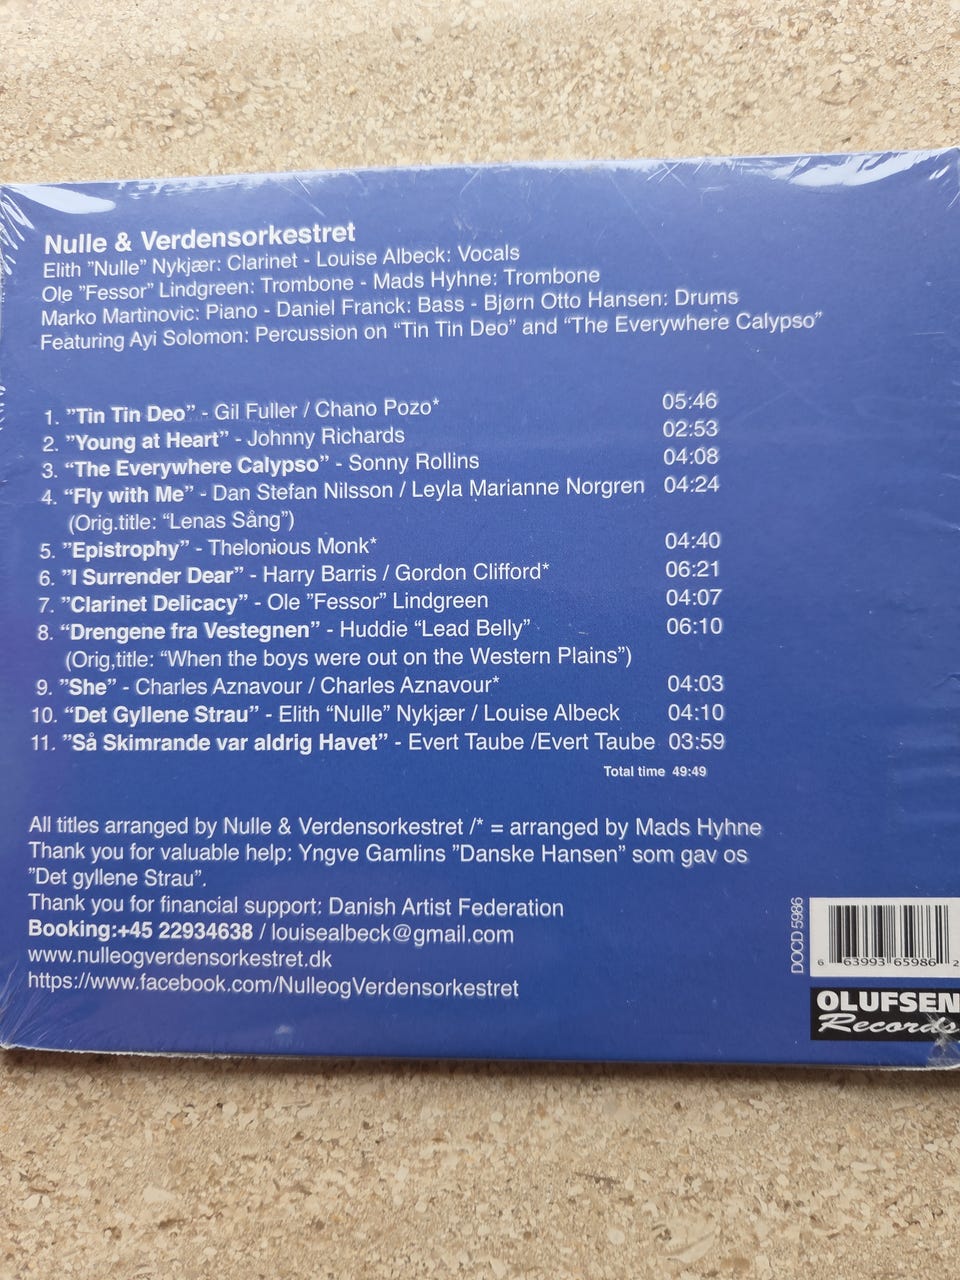 Nulle & Verdensorkestret
Elith ”Nulle” Nykjær: Clarinet - Louise Albeck: Vocals
Ole ”Fessor” Lindgreen: Trombone - Mads Hyhne: Trombone
Marko Martinovic: Piano - Daniel Franck: Bass - Bjørn Otto Hansen: Drums
Featuring Ayi Solomon: Percussion on “Tin Tin Deo” and “The Everywhere Calypso”
1. ”Tin Tin Deo” - Gil Fuller / Chano Pozo* 05:46
2. ”Young at Heart” - Johnny Richards 02:53
3. “The Everywhere Calypso” - Sonny Rollins 04:08
4. “Fly with Me” - Dan Stefan Nilsson / Leyla Marianne Norgren 04:24
(Orig.title: “Lenas Sång”)
5. ”Epistrophy” - Thelonious Monk* 04:40
6. ”I Surrender Dear” - Harry Barris / Gordon Clifford* 06:21
7. ”Clarinet Delicacy” - Ole ”Fessor” Lindgreen 04:07
8. “Drengene fra Vestegnen” - Huddie “Lead Belly” 06:10
(Orig,title: “When the boys were out on the Western Plains”)
9. ”She” - Charles Aznavour / Charles Aznavour* 04:03
10. “Det Gyllene Strau” - Elith “Nulle” Nykjær / Louise Albeck 04:10
11. ”Så Skimrande var aldrig Havet” - Evert Taube /Evert Taube 03:59
Total time 49:49
All titles arranged by Nulle & Verdensorkestret /* = arranged by Mads Hyhne
Thank you for valuable help: Yngve Gamlins ”Danske Hansen” som gav os
”Det gyllene Strau”.
Thank you for financial support: Danish Artist Federation
Booking:+45 22934638 / louisealbeck@gmail.com
www.nulleogverdensorkestret.dk
https://www.facebook.com/NulleogVerdensorkestret
DOCD 5986
6 63993 65986 2
OLUFSEN
Records